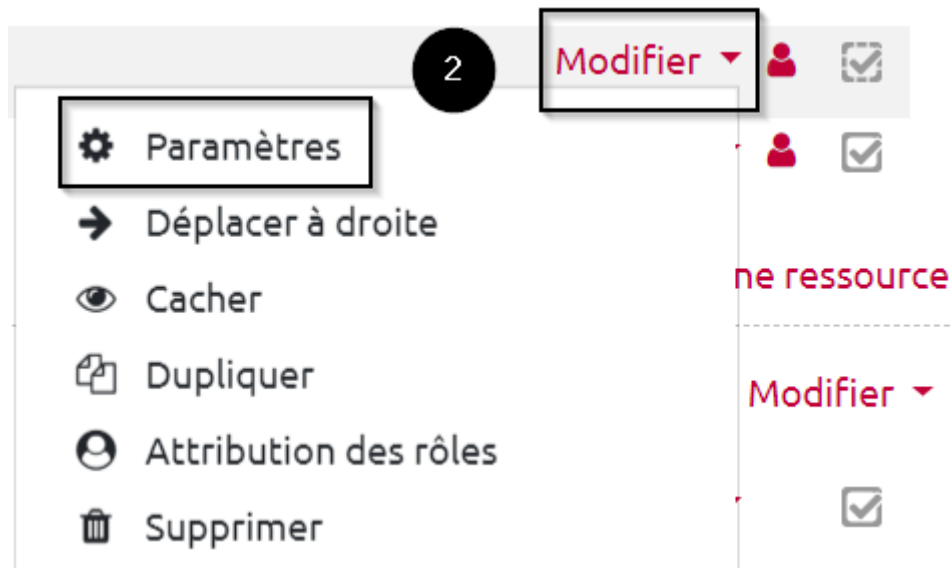 2
Modifier
Paramètres
Déplacer à droite
ne ressource
Cacher
Dupliquer
Modifier
Attribution des rôles
Supprimer